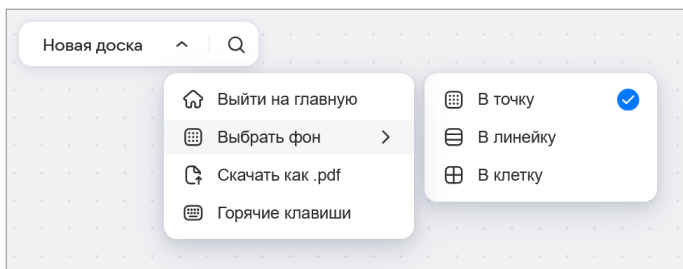 Новая доска
Выйти на главную
Выбрать фон
Скачать как .pdf
Горячие клавиши
В точку
В линейку
В клетку